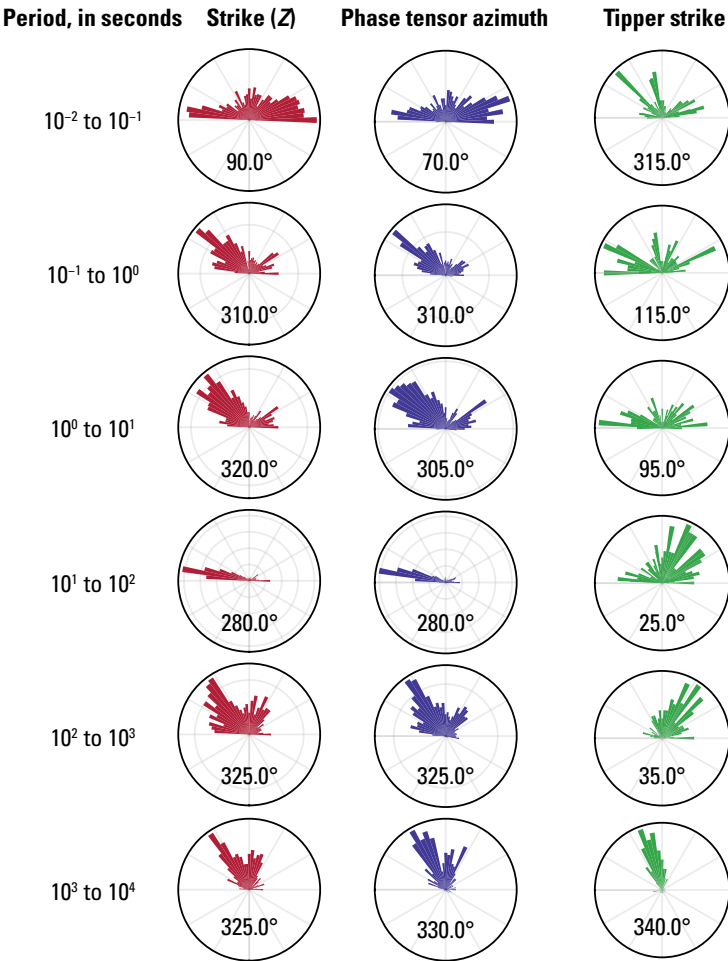 Period, in seconds Strike (Z) Phase tensor azimuth Tipper strike
10⁻² to 10⁻¹
90.0° 70.0° 315.0°
10⁻¹ to 10⁰
310.0° 310.0° 115.0°
10⁰ to 10¹
320.0° 305.0° 95.0°
10¹ to 10²
280.0° 280.0° 25.0°
10² to 10³
325.0° 325.0° 35.0°
10³ to 10⁴
325.0° 330.0° 340.0°